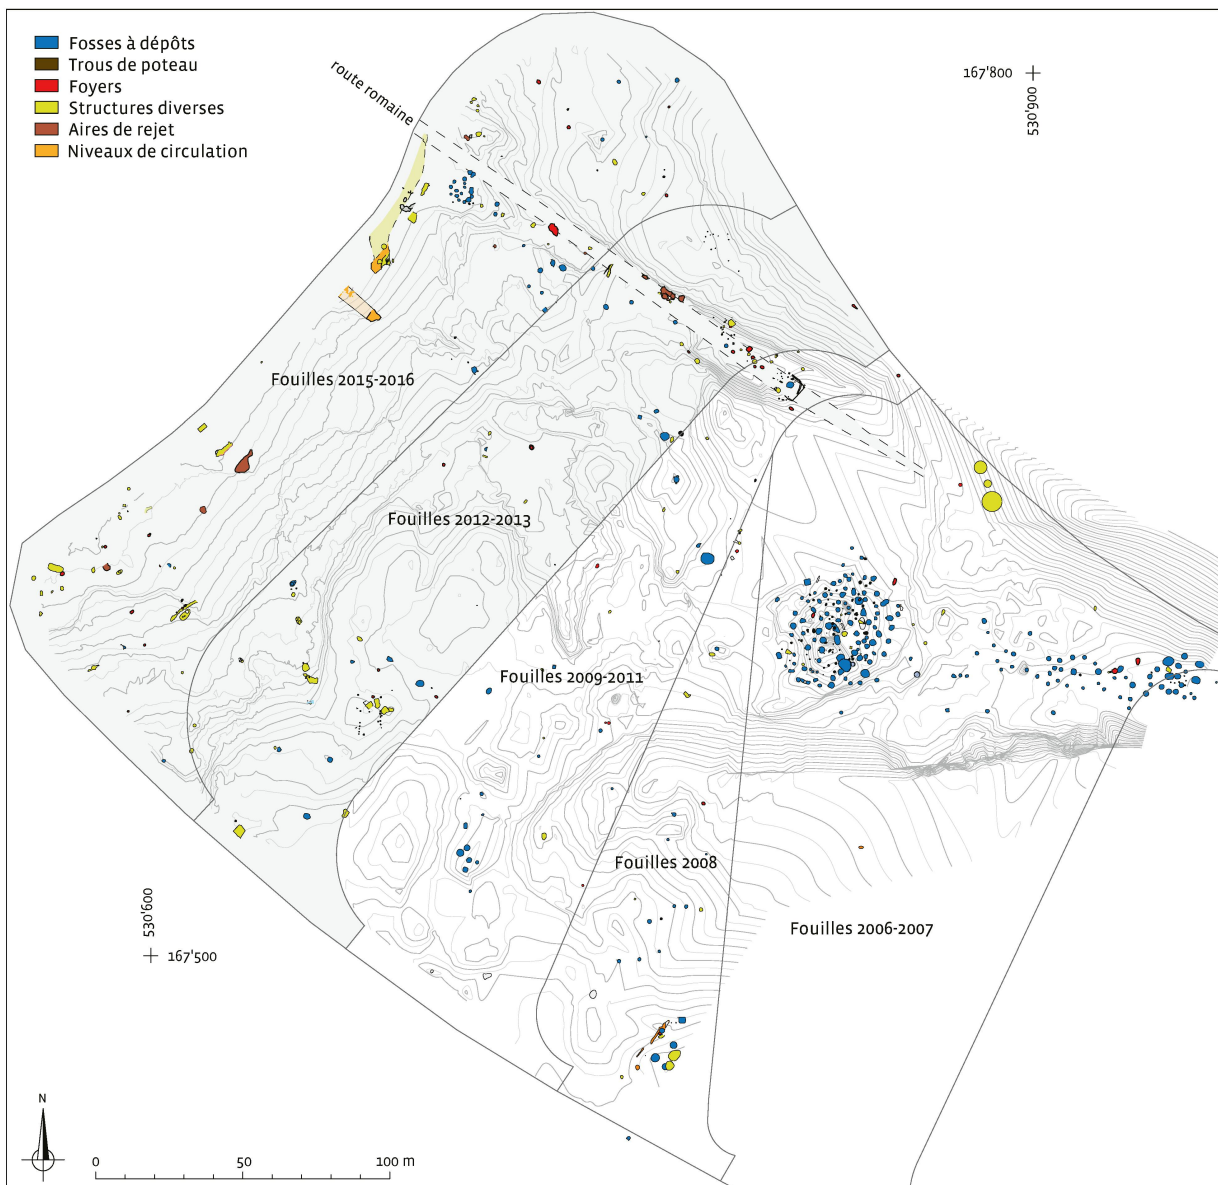 Fosses à dépôts
Trous de poteau
Foyers
Structures diverses
Aires de rejet
Niveaux de circulation
route romaine
167'800
530'900
Fouilles 2015-2016
Fouilles 2012-2013
Fouilles 2009-2011
Fouilles 2008
Fouilles 2006-2007
530'600
167'500
N
0 50 100 m